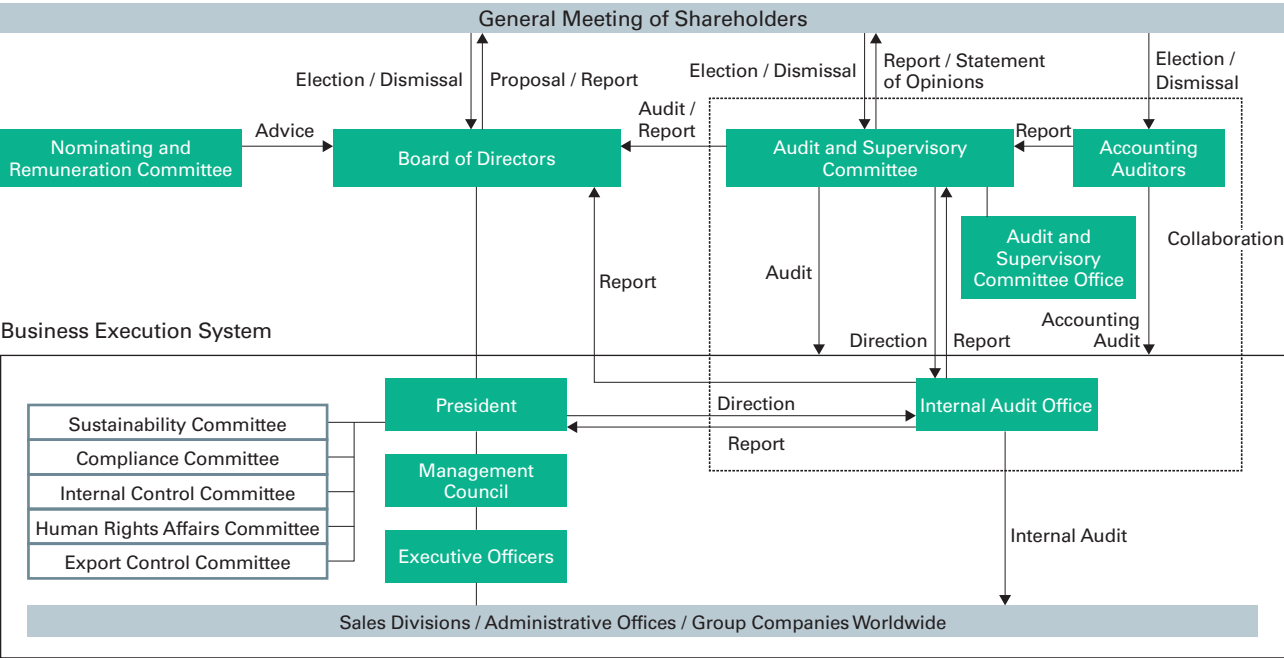 General Meeting of Shareholders
Election / Dismissal
Proposal / Report
Election / Dismissal
Report / Statement
of Opinions
Election /
Dismissal
Nominating and
Remuneration Committee
Advice
Board of Directors
Audit /
Report
Audit and Supervisory
Committee
Report
Accounting
Auditors
Audit and
Supervisory
Committee Office
Collaboration
Report
Audit
Direction
Report
Accounting
Audit
Business Execution System
President
Direction
Report
Internal Audit Office
Sustainability Committee
Compliance Committee
Internal Control Committee
Human Rights Affairs Committee
Export Control Committee
Management
Council
Executive Officers
Internal Audit
Sales Divisions / Administrative Offices / Group Companies Worldwide